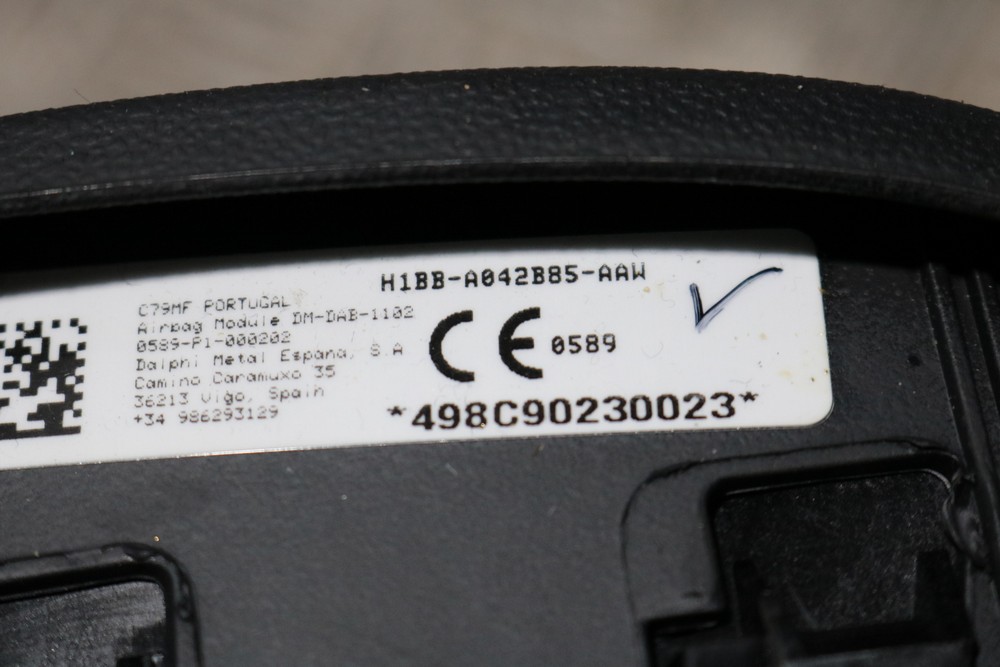 H1BB-A042B85-AAW
C79MF PORTUGAL
Airbag Module DM-DAB-1102
0589-P1-000202
Dalphi Metal Espana, S.A
Camino Caramuxo 35
36213 Vigo, Spain
+34 986293129
CE 0589
*498C90230023*